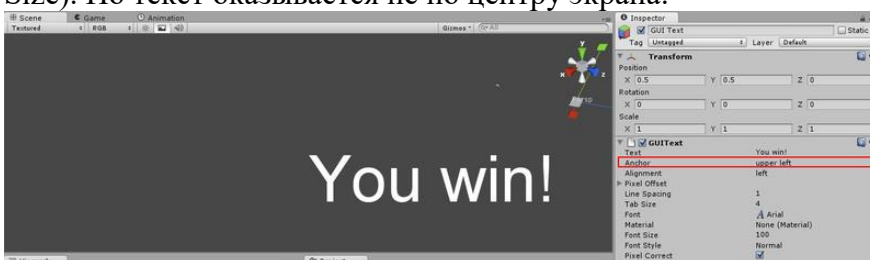 Size). Но текст оказывается не по центру экрана.
Scene Game Animation
Textured RGB Gizmos All
Persp
y
x z
You win!
Inspector
GUI Text Static
Tag Untagged Layer Default
Transform
Position
X 0.5 Y 0.5 Z 0
Rotation
X 0 Y 0 Z 0
Scale
X 1 Y 1 Z 1
GUIText
Text You win!
Anchor upper left
Alignment left
Pixel Offset
Line Spacing 1
Tab Size 4
Font Arial
Material None (Material)
Font Size 100
Font Style Normal
Pixel Correct